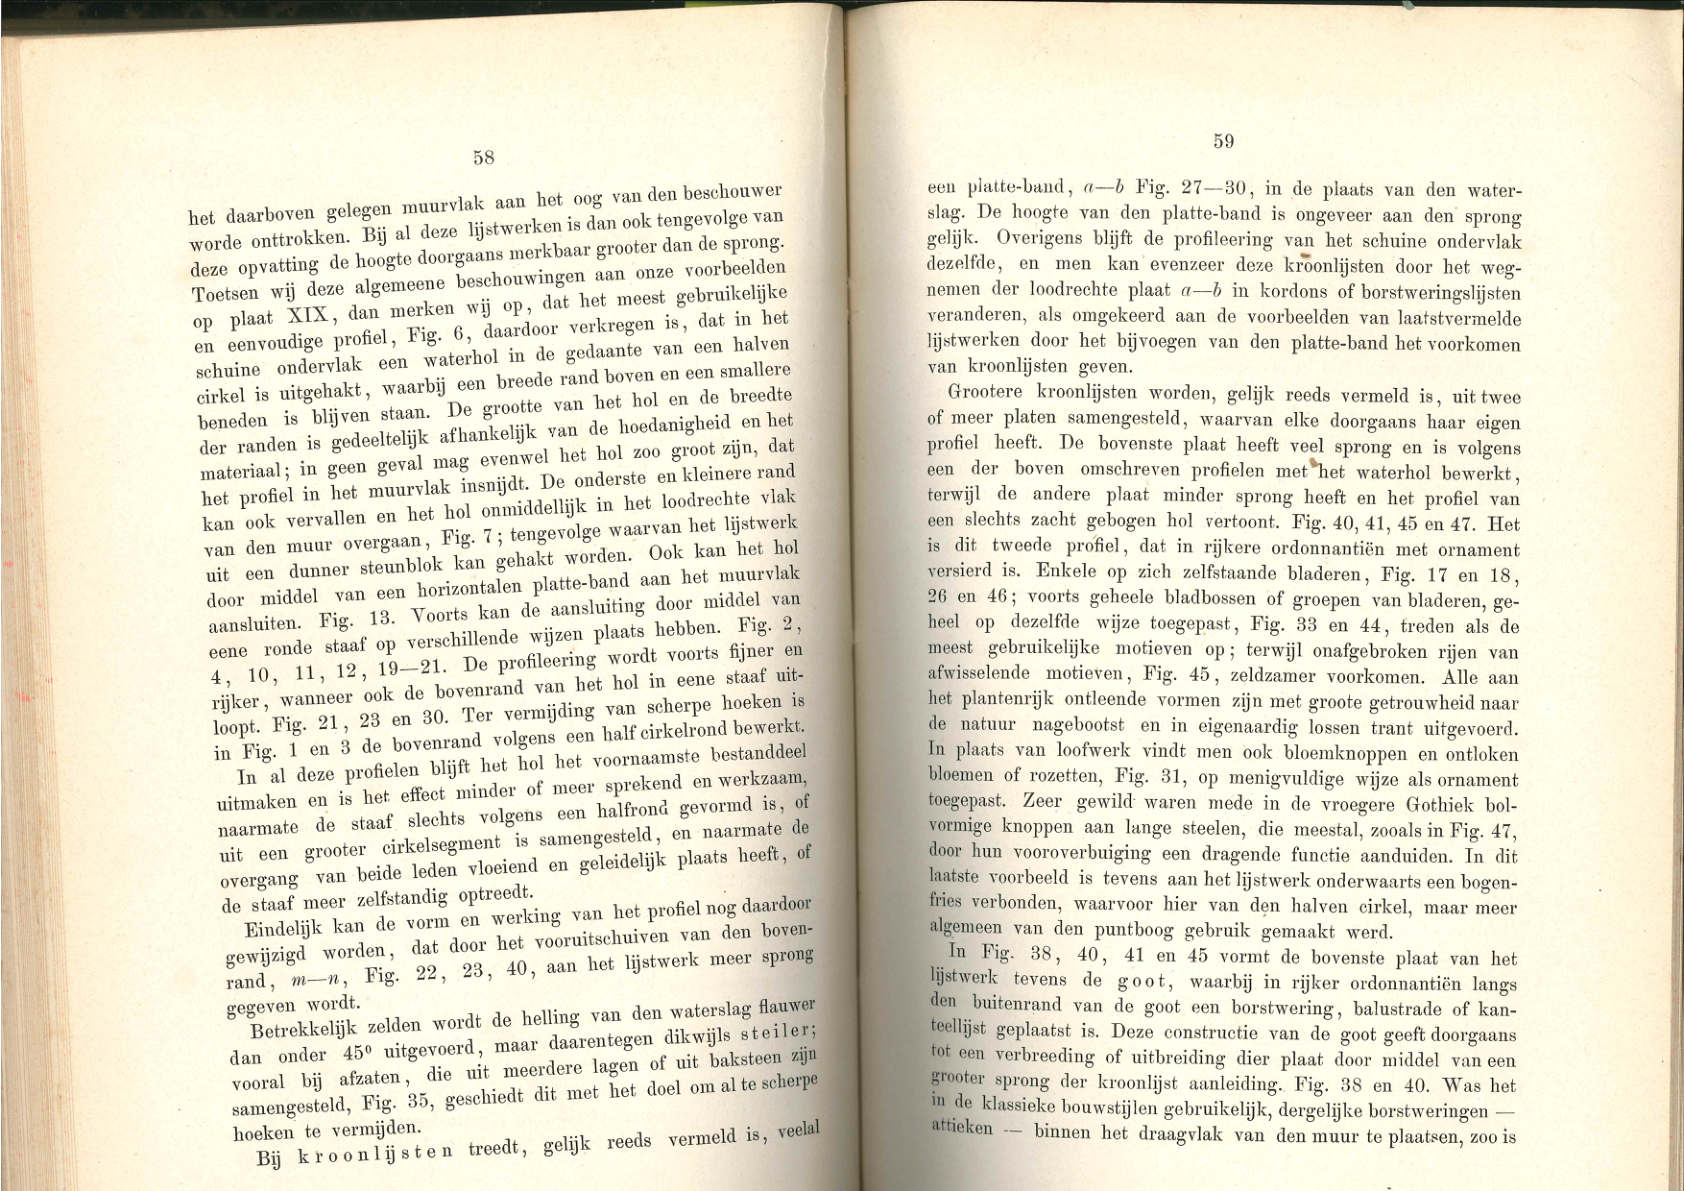 58
het daarboven gelegen muurvlak aan het oog van den beschouwer
worde onttrokken. Bij al deze lijstwerken is dan ook tengevolge van
deze opvatting de hoogte doorgaans merkbaar grooter dan de sprong.
Toetsen wij deze algemeene beschouwingen aan onze voorbeelden
op plaat XIX, dan merken wij op, dat het meest gebruikelijke
en eenvoudige profiel, Fig. 6, daardoor verkregen is, dat in het
schuine ondervlak een waterhol in de gedaante van een halven
cirkel is uitgehakt, waarbij een breede rand boven en een smallere
beneden is blijven staan. De grootte van het hol en de breedte
der randen is gedeeltelijk afhankelijk van de hoedanigheid en het
materiaal; in geen geval mag evenwel het hol zoo groot zijn, dat
het profiel in het muurvlak insnijdt. De onderste en kleinere rand
kan ook vervallen en het hol onmiddellijk in het loodrechte vlak
van den muur overgaan, Fig. 7; tengevolge waarvan het lijstwerk
uit een dunner steunblok kan gehakt worden. Ook kan het hol
door middel van een horizontalen platte-band aan het muurvlak
aansluiten. Fig. 13. Voorts kan de aansluiting door middel van
eene ronde staaf op verschillende wijzen plaats hebben. Fig. 2,
4, 10, 11, 12, 19—21. De profileering wordt voorts fijner en
rijker, wanneer ook de bovenrand van het hol in eene staaf uit-
loopt. Fig. 21, 23 en 30. Ter vermijding van scherpe hoeken is
in Fig. 1 en 3 de bovenrand volgens een half cirkelrond bewerkt.
In al deze profielen blijft het hol het voornaamste bestanddeel
uitmaken en is het effect minder of meer sprekend en werkzaam,
naarmate de staaf slechts volgens een halfrond gevormd is, of
uit een grooter cirkelsegment is samengesteld, en naarmate de
overgang van beide leden vloeiend en geleidelijk plaats heeft, of
de staaf meer zelfstandig optreedt.
Eindelijk kan de vorm en werking van het profiel nog daardoor
gewijzigd worden, dat door het vooruitschuiven van den boven-
rand, m—n, Fig. 22, 23, 40, aan het lijstwerk meer sprong
gegeven wordt.
Betrekkelijk zelden wordt de helling van den waterslag flauwer
dan onder 45⁰ uitgevoerd, maar daarentegen dikwijls steiler;
vooral bij afzaten, die uit meerdere lagen of uit baksteen zijn
samengesteld, Fig. 35, geschiedt dit met het doel om al te scherpe
hoeken te vermijden.
Bij kroonlijsten treedt, gelijk reeds vermeld is, veelal
59
een platte-band, a—b Fig. 27—30, in de plaats van den water-
slag. De hoogte van den platte-band is ongeveer aan den sprong
gelijk. Overigens blijft de profileering van het schuine ondervlak
dezelfde, en men kan evenzeer deze kroonlijsten door het weg-
nemen der loodrechte plaat a—b in kordons of borstweringslijsten
veranderen, als omgekeerd aan de voorbeelden van laatstvermelde
lijstwerken door het bijvoegen van den platte-band het voorkomen
van kroonlijsten geven.
Grootere kroonlijsten worden, gelijk reeds vermeld is, uit twee
of meer platen samengesteld, waarvan elke doorgaans haar eigen
profiel heeft. De bovenste plaat heeft veel sprong en is volgens
een der boven omschreven profielen met het waterhol bewerkt,
terwijl de andere plaat minder sprong heeft en het profiel van
een slechts zacht gebogen hol vertoont. Fig. 40, 41, 45 en 47. Het
is dit tweede profiel, dat in rijkere ordonnantiën met ornament
versierd is. Enkele op zich zelfstaande bladeren, Fig. 17 en 18,
26 en 46; voorts geheele bladbossen of groepen van bladeren, ge-
heel op dezelfde wijze toegepast, Fig. 33 en 44, treden als de
meest gebruikelijke motieven op; terwijl onafgebroken rijen van
afwisselende motieven, Fig. 45, zeldzamer voorkomen. Alle aan
het plantenrijk ontleende vormen zijn met groote getrouwheid naar
de natuur nagebootst en in eigenaardig lossen trant uitgevoerd.
In plaats van loofwerk vindt men ook bloemknoppen en ontloken
bloemen of rozetten, Fig. 31, op menigvuldige wijze als ornament
toegepast. Zeer gewild waren mede in de vroegere Gothiek bol-
vormige knoppen aan lange steelen, die meestal, zooals in Fig. 47,
door hun vooroverbuiging een dragende functie aanduiden. In dit
laatste voorbeeld is tevens aan het lijstwerk onderwaarts een bogen-
fries verbonden, waarvoor hier van den halven cirkel, maar meer
algemeen van den puntboog gebruik gemaakt werd.
In Fig. 38, 40, 41 en 45 vormt de bovenste plaat van het
lijstwerk tevens de goot, waarbij in rijker ordonnantiën langs
den buitenrand van de goot een borstwering, balustrade of kan-
teellijst geplaatst is. Deze constructie van de goot geeft doorgaans
tot een verbreeding of uitbreiding dier plaat door middel van een
grooter sprong der kroonlijst aanleiding. Fig. 38 en 40. Was het
in de klassieke bouwstijlen gebruikelijk, dergelijke borstweringen —
attieken — binnen het draagvlak van den muur te plaatsen, zoo is